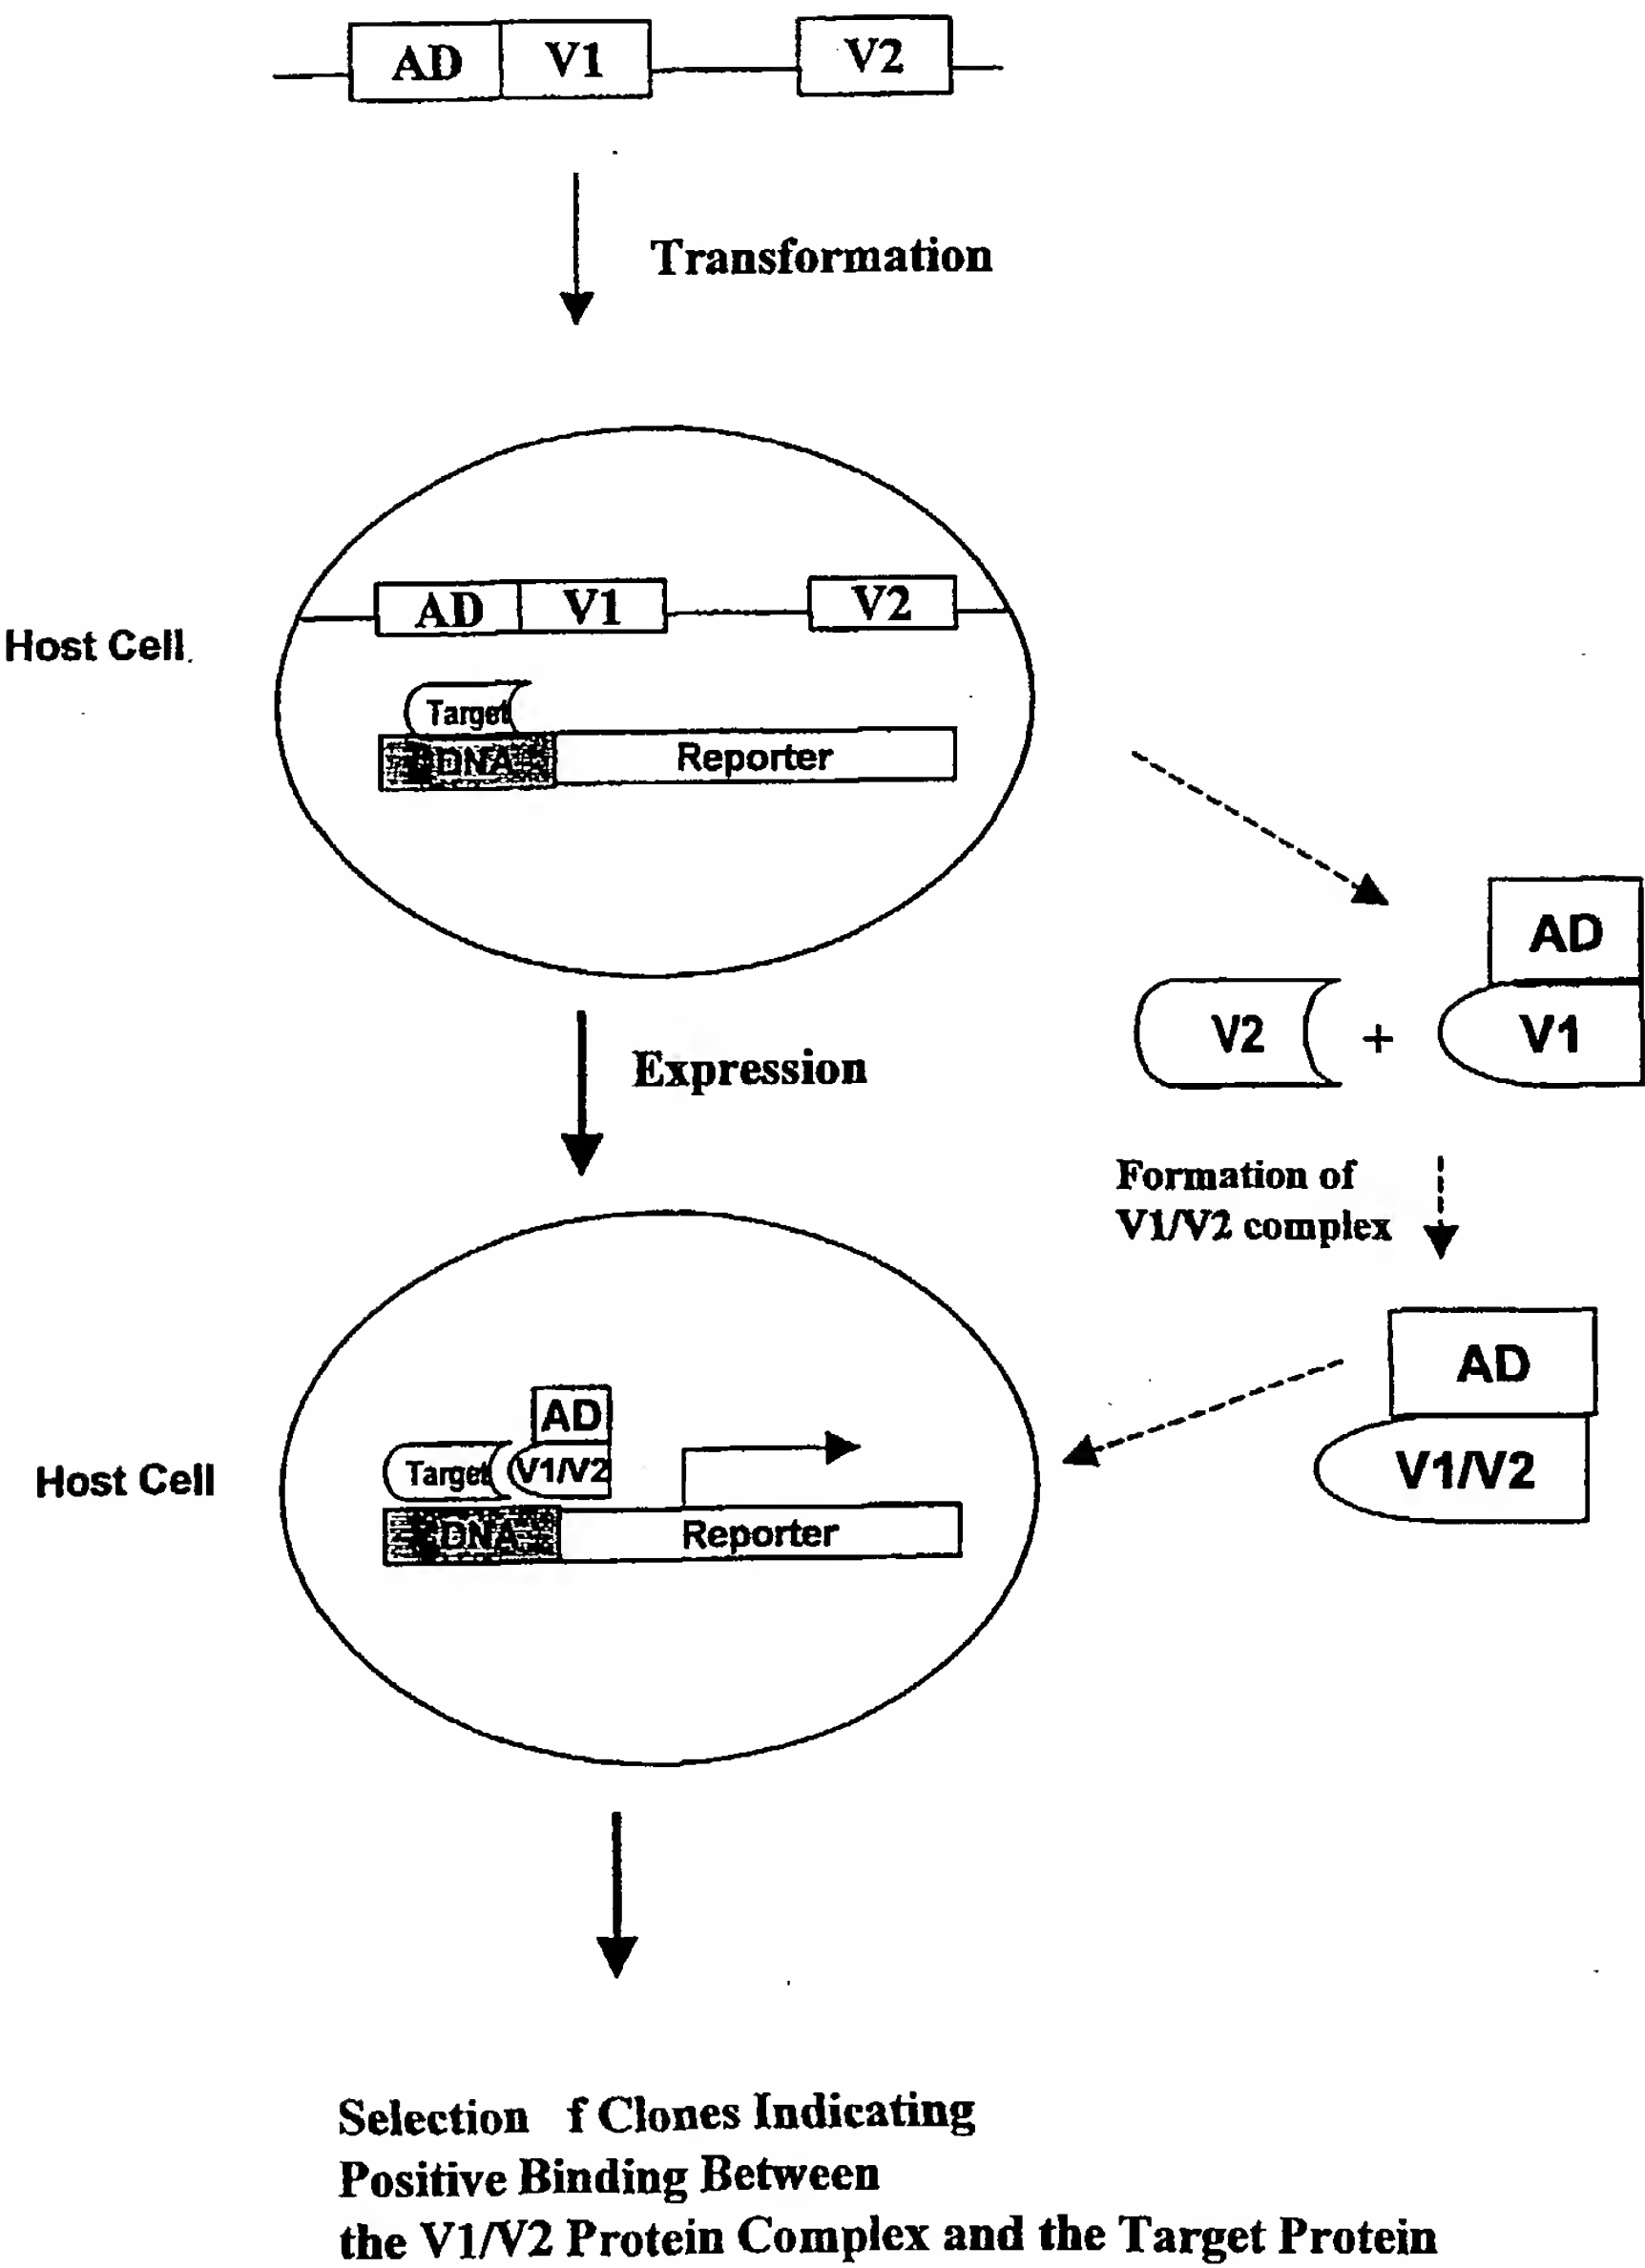 AD V1 V2
Transformation
Host Cell
AD V1 V2
Target
DNA Reporter
AD
V2 + V1
Expression
Formation of
V1/V2 complex
AD
V1/V2
Host Cell
AD
Target V1/V2
DNA Reporter
Selection f Clones Indicating
Positive Binding Between
the V1/V2 Protein Complex and the Target Protein